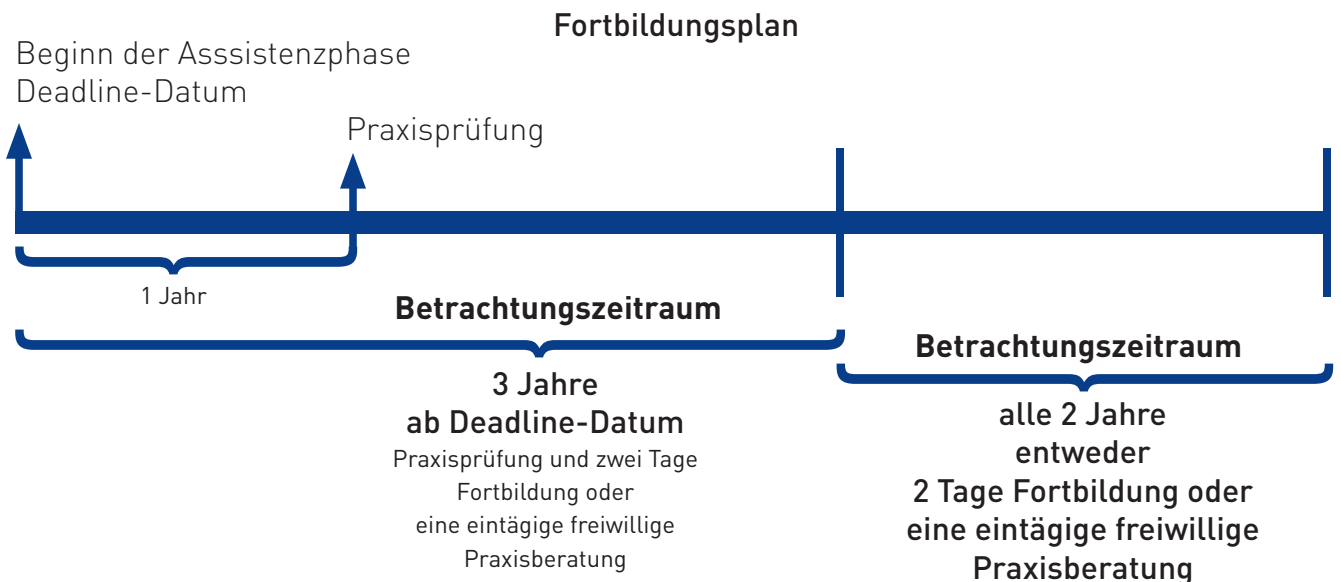 Fortbildungsplan
Beginn der Asssistenzphase
Deadline-Datum
Praxisprüfung
1 Jahr
Betrachtungszeitraum
3 Jahre
ab Deadline-Datum
Praxisprüfung und zwei Tage
Fortbildung oder
eine eintägige freiwillige
Praxisberatung
Betrachtungszeitraum
alle 2 Jahre
entweder
2 Tage Fortbildung oder
eine eintägige freiwillige
Praxisberatung